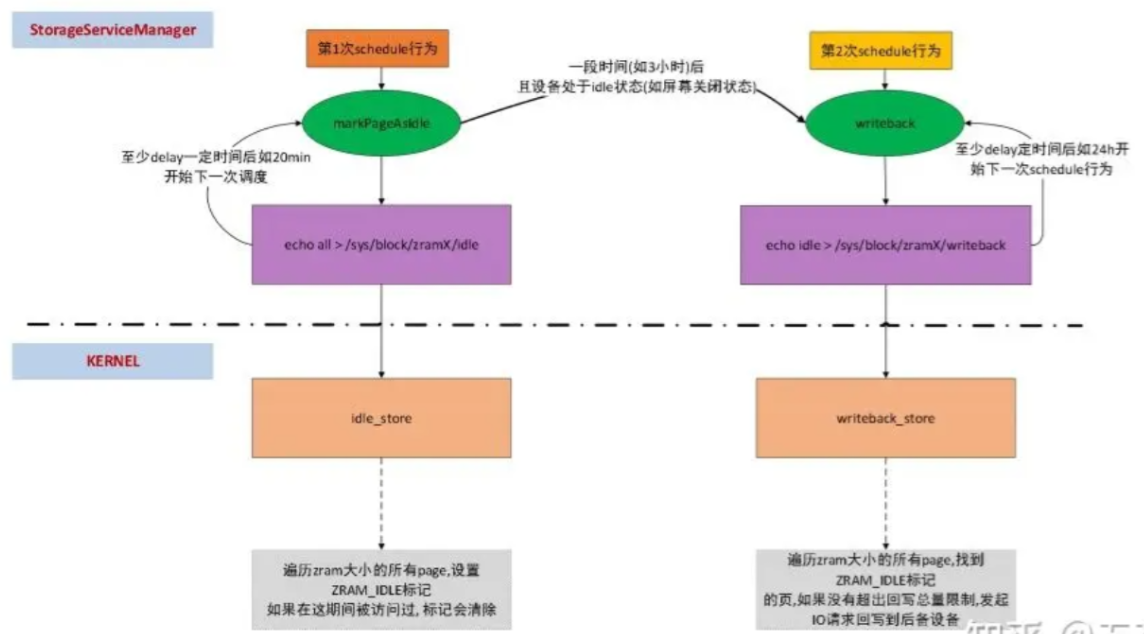 StorageServiceManager
第1次schedule行为
第2次schedule行为
一段时间(如3小时)后
且设备处于idle状态(如屏幕关闭状态)
markPageAsIdle
writeback
至少delay一定时间后如20min
开始下一次调度
至少delay定时间后如24h开
始下一次schedule行为
echo all > /sys/block/zramX/idle
echo idle > /sys/block/zramX/writeback
KERNEL
idle_store
writeback_store
遍历zram大小的所有page,设置
ZRAM_IDLE标记
如果在这期间被访问过, 标记会清除
遍历zram大小的所有page,找到
ZRAM_IDLE标记
的页,如果没有超出回写总量限制,发起
IO请求回写到后备设备
知乎